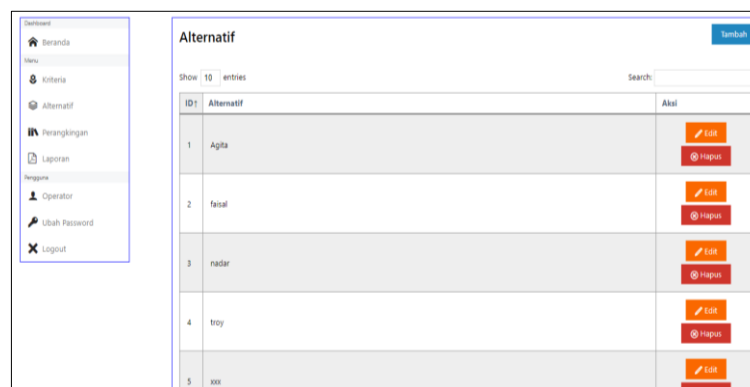 Dashboard
Beranda
Menu
Kriteria
Alternatif
Perangkingan
Laporan
Pengguna
Operator
Ubah Password
Logout
Alternatif
Tambah
Show 10 entries
Search:
ID↑ Alternatif Aksi
1 Agita Edit
Hapus
2 faisal Edit
Hapus
3 nadar Edit
Hapus
4 troy Edit
Hapus
5 xxx Edit